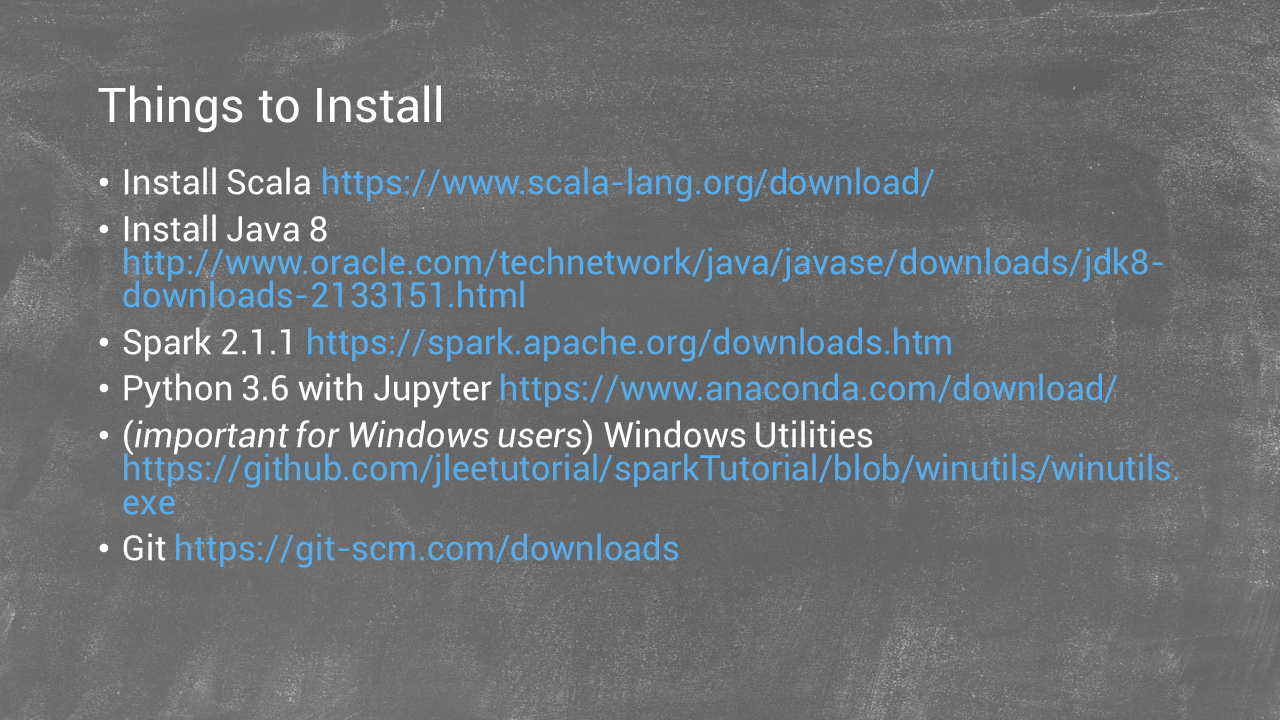 Things to Install
• Install Scala https://www.scala-lang.org/download/
• Install Java 8
http://www.oracle.com/technetwork/java/javase/downloads/jdk8-
downloads-2133151.html
• Spark 2.1.1 https://spark.apache.org/downloads.htm
• Python 3.6 with Jupyter https://www.anaconda.com/download/
• (important for Windows users) Windows Utilities
https://github.com/jleetutorial/sparkTutorial/blob/winutils/winutils.
exe
• Git https://git-scm.com/downloads